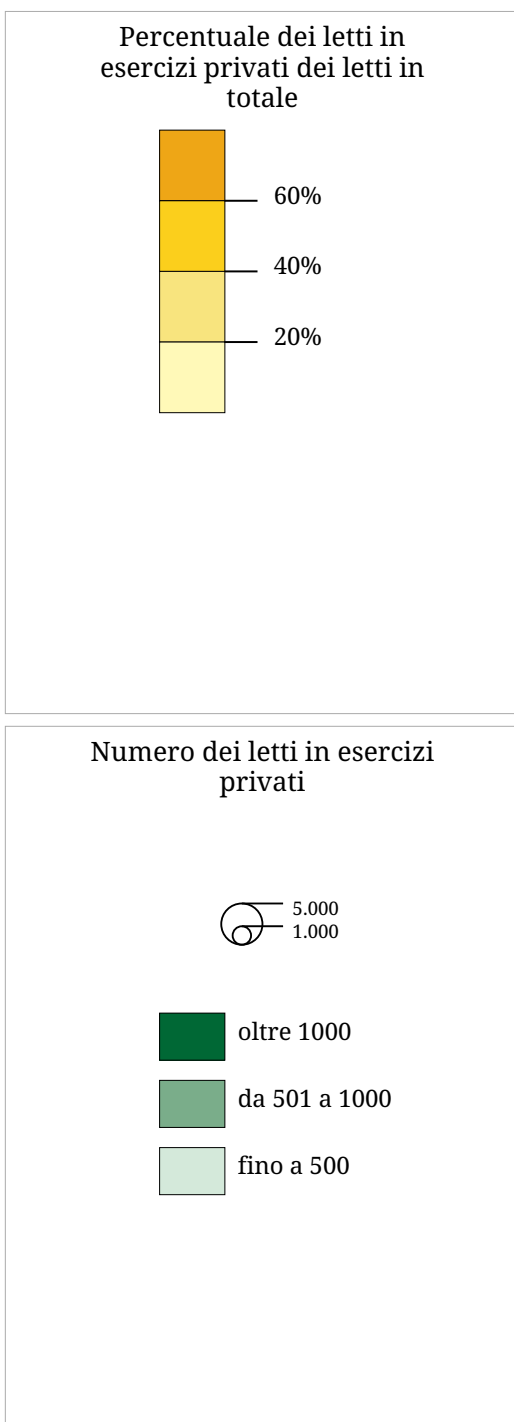 Percentuale dei letti in
esercizi privati dei letti in
totale
60%
40%
20%
Numero dei letti in esercizi
privati
5.000
1.000
oltre 1000
da 501 a 1000
fino a 500